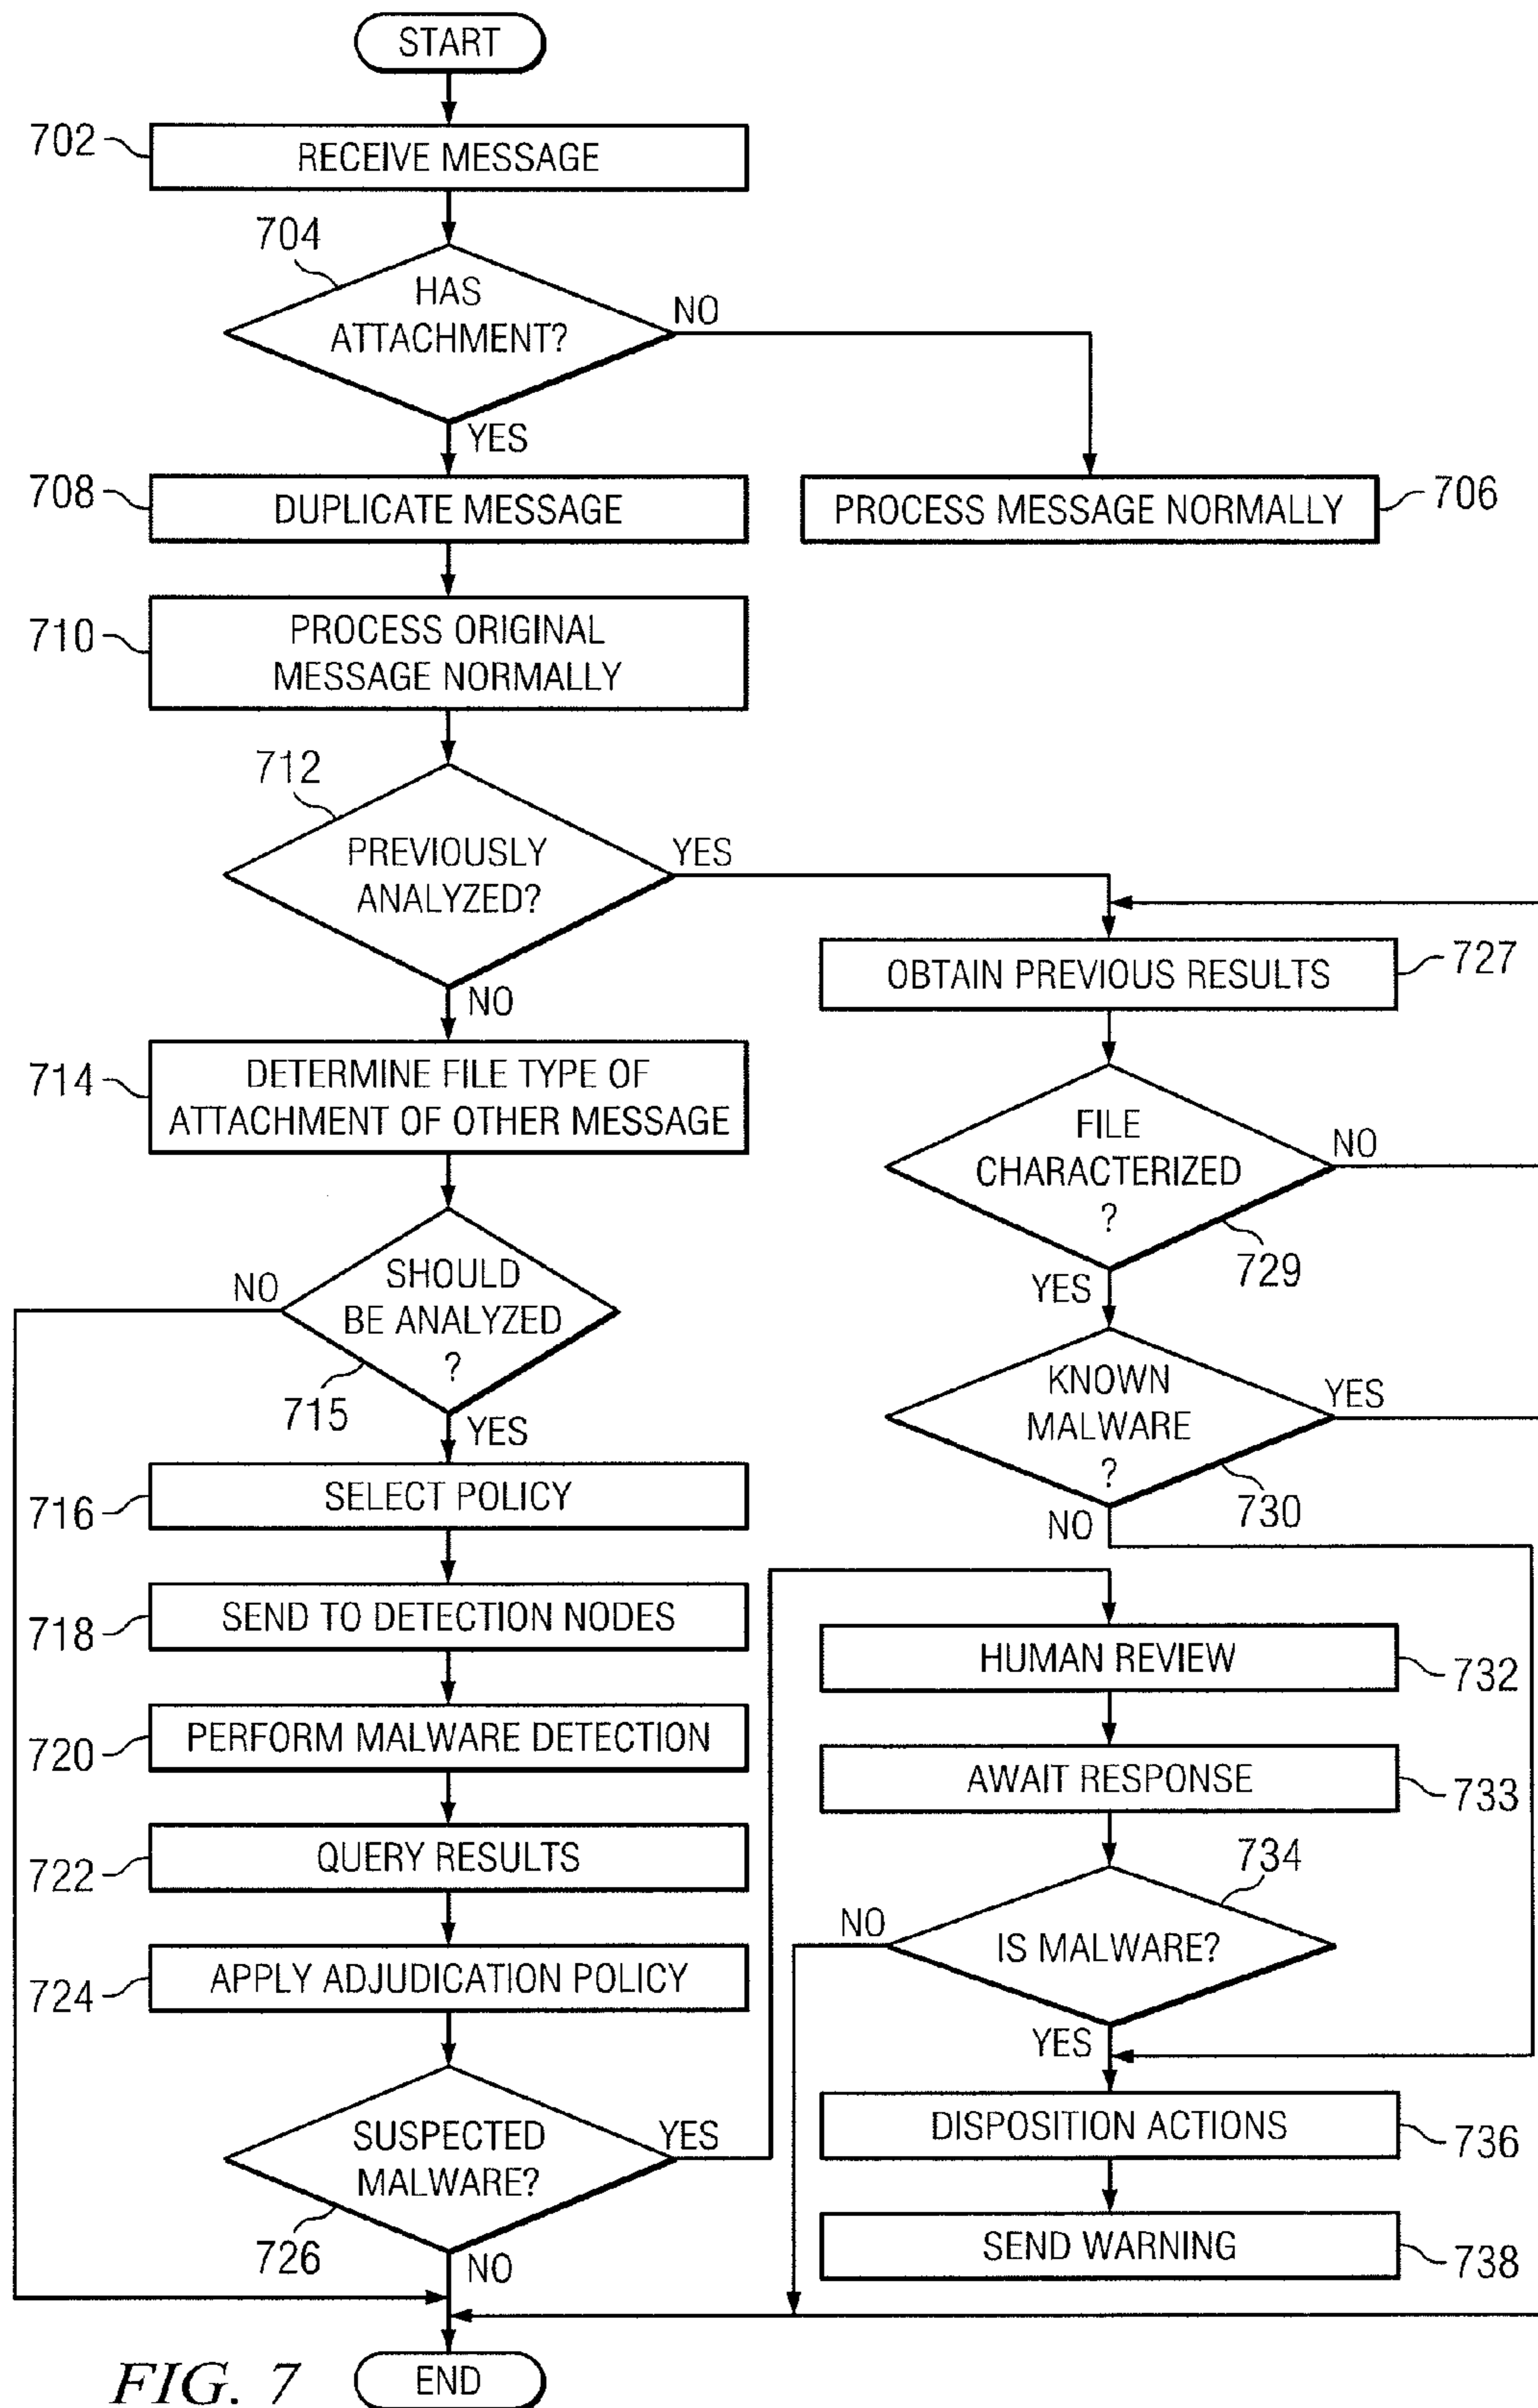 START
702
RECEIVE MESSAGE
704
HAS
ATTACHMENT?
NO
YES
708
DUPLICATE MESSAGE
PROCESS MESSAGE NORMALLY
706
710
PROCESS ORIGINAL
MESSAGE NORMALLY
712
PREVIOUSLY
ANALYZED?
YES
NO
OBTAIN PREVIOUS RESULTS
727
714
DETERMINE FILE TYPE OF
ATTACHMENT OF OTHER MESSAGE
FILE
CHARACTERIZED
?
NO
729
YES
SHOULD
BE ANALYZED
?
NO
715
YES
KNOWN
MALWARE
?
YES
730
NO
716
SELECT POLICY
718
SEND TO DETECTION NODES
HUMAN REVIEW
732
720
PERFORM MALWARE DETECTION
AWAIT RESPONSE
733
722
QUERY RESULTS
734
NO
IS MALWARE?
YES
724
APPLY ADJUDICATION POLICY
SUSPECTED
MALWARE?
YES
726
NO
DISPOSITION ACTIONS
736
SEND WARNING
738
FIG. 7
END